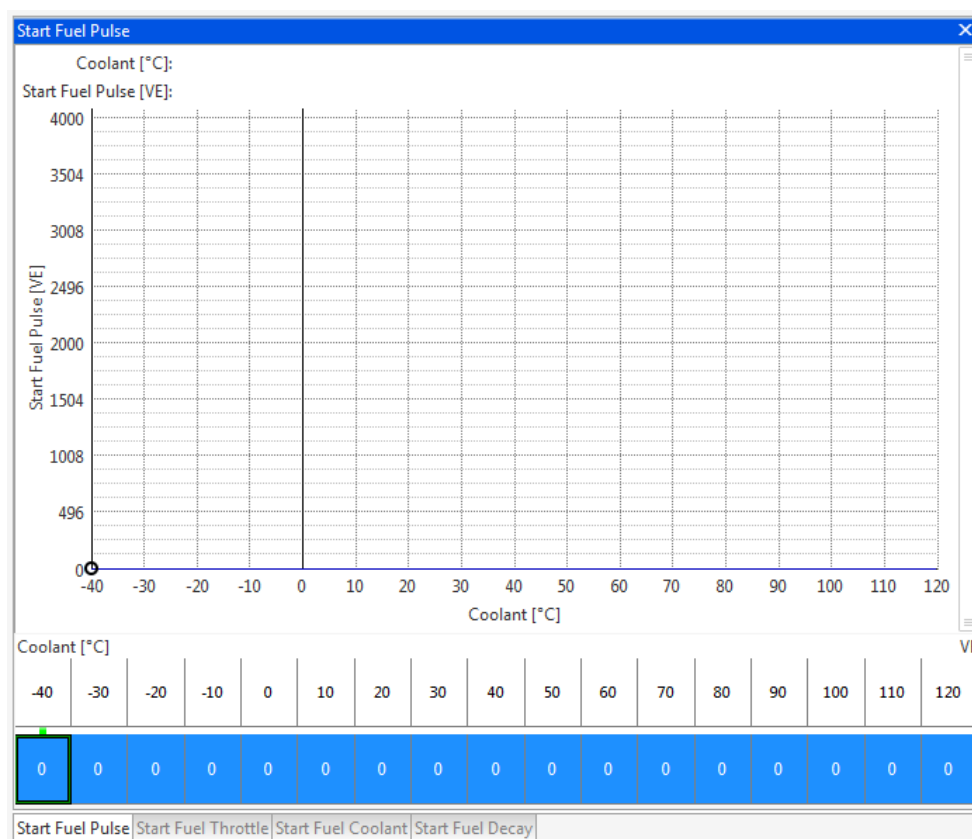 Start Fuel Pulse
Coolant [°C]:
Start Fuel Pulse [VE]:
4000
3504
3008
2496
2000
1504
1008
496
0
Start Fuel Pulse [VE]
-40 -30 -20 -10 0 10 20 30 40 50 60 70 80 90 100 110 120
Coolant [°C]
Coolant [°C]
-40 -30 -20 -10 0 10 20 30 40 50 60 70 80 90 100 110 120
0 0 0 0 0 0 0 0 0 0 0 0 0 0 0 0 0
Start Fuel Pulse Start Fuel Throttle Start Fuel Coolant Start Fuel Decay